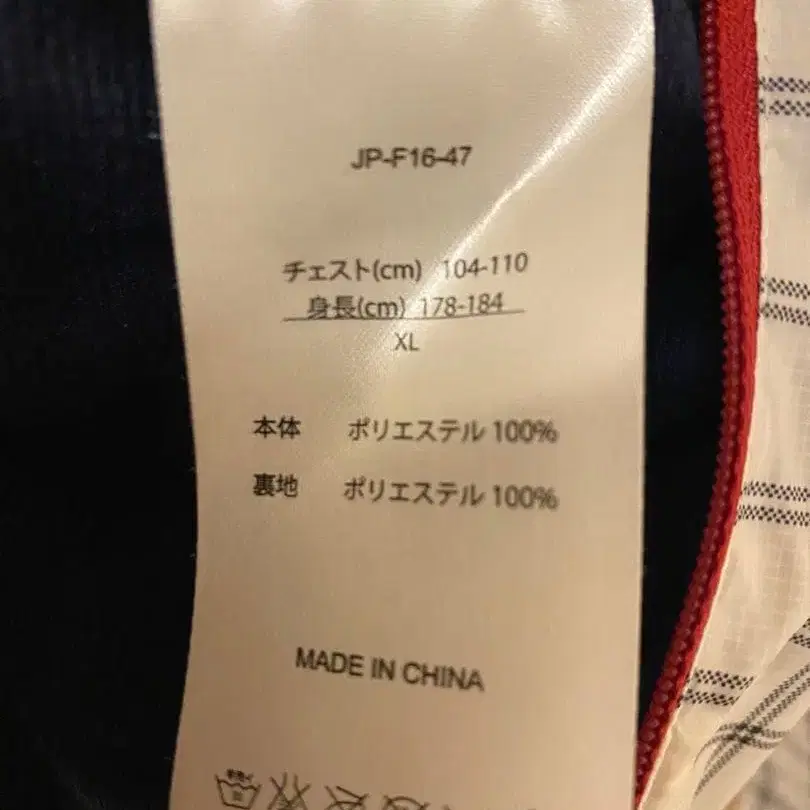 JP-F16-47
チェスト(cm) 104-110
身長(cm) 178-184
XL
本体 ポリエステル 100%
裏地 ポリエステル 100%
MADE IN CHINA